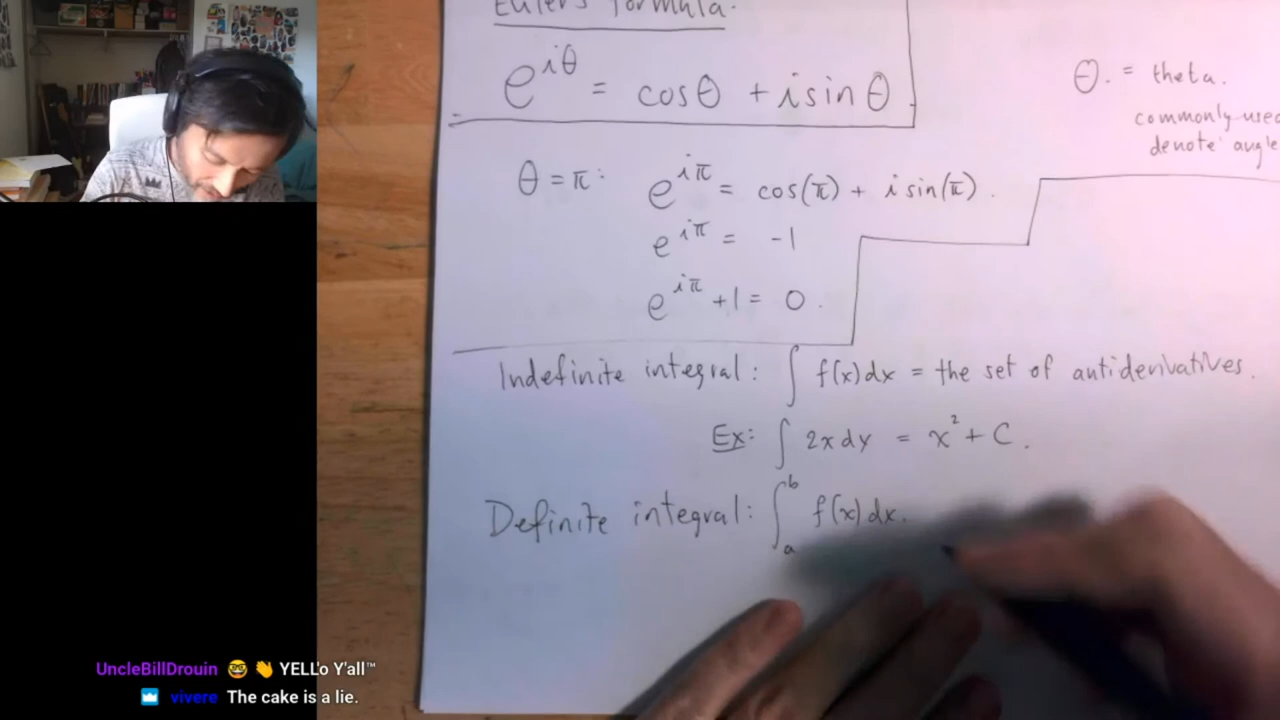 Euler's formula.
e^{iθ} = cosθ + i sin θ
θ. = theta.
commonly used
denote angle
θ = π: e^{iπ} = cos(π) + i sin(π).
e^{iπ} = -1
e^{iπ} + 1 = 0.
Indefinite integral: ∫ f(x)dx = the set of antiderivatives.
Ex: ∫ 2x dy = x² + C.
Definite integral: ∫_a^b f(x)dx.
UncleBillDrouin 🤓 👏 YELL'o Y'all™
vivere The cake is a lie.